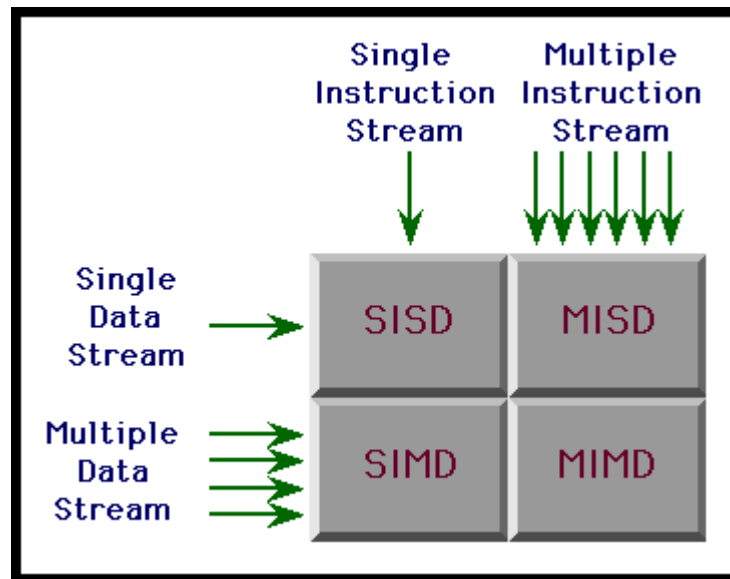 Single
Instruction
Stream
Multiple
Instruction
Stream
Single
Data
Stream
SISD
MISD
Multiple
Data
Stream
SIMD
MIMD